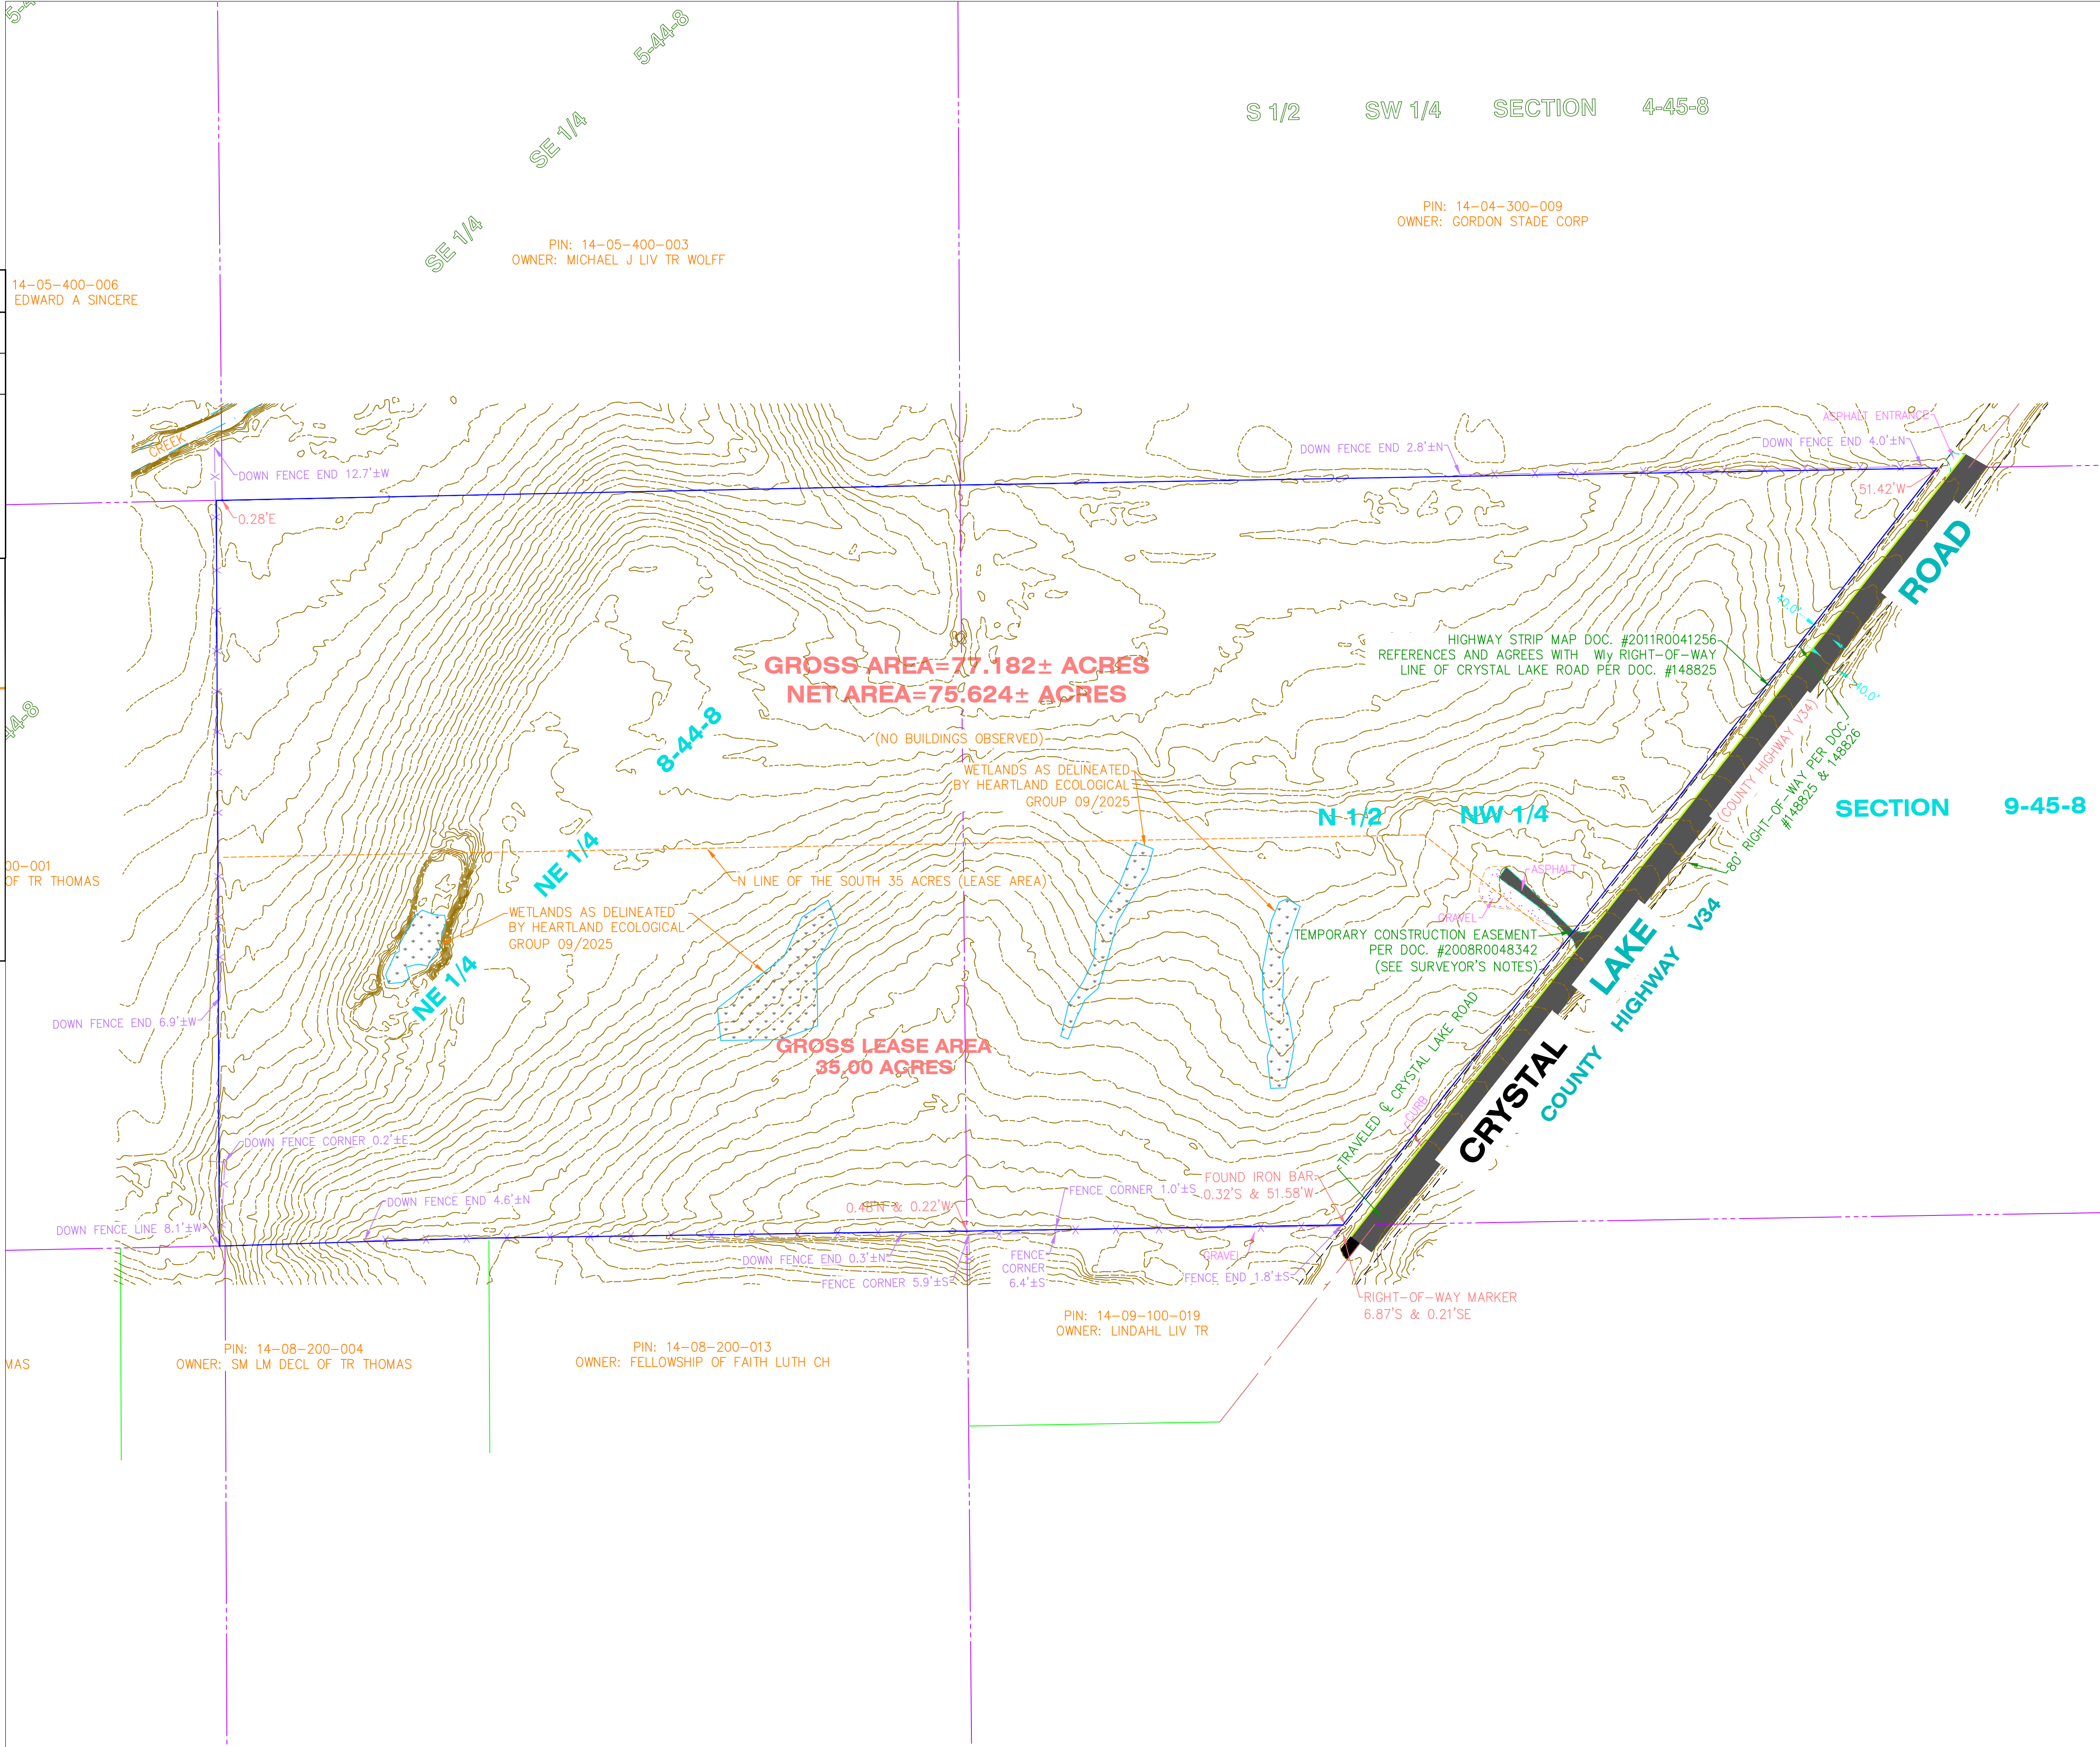 5-44-8
SE 1/4
SE 1/4
S 1/2 SW 1/4 SECTION 4-45-8
PIN: 14-04-300-009
OWNER: GORDON STADE CORP
PIN: 14-05-400-003
OWNER: MICHAEL J LIV TR WOLFF
14-05-400-006
EDWARD A SINCERE
CREEK
DOWN FENCE END 12.7'±W
0.28'E
DOWN FENCE END 2.8'±N
ASPHALT ENTRANCE
DOWN FENCE END 4.0'±N
51.42'W
ROAD
40.0'
40.0'
HIGHWAY STRIP MAP DOC. #2011R0041256
REFERENCES AND AGREES WITH Wly RIGHT-OF-WAY
LINE OF CRYSTAL LAKE ROAD PER DOC. #148825
GROSS AREA=77.182± ACRES
NET AREA=75.624± ACRES
(NO BUILDINGS OBSERVED)
8-44-8
44-8
(COUNTY HIGHWAY V34)
80' RIGHT-OF-WAY PER DOC.
#148825 & 148826
WETLANDS AS DELINEATED
BY HEARTLAND ECOLOGICAL
GROUP 09/2025
N 1/2 NW 1/4 SECTION 9-45-8
00-001
OF TR THOMAS
NE 1/4
N LINE OF THE SOUTH 35 ACRES (LEASE AREA)
WETLANDS AS DELINEATED
BY HEARTLAND ECOLOGICAL
GROUP 09/2025
NE 1/4
ASPHALT
GRAVEL
TEMPORARY CONSTRUCTION EASEMENT
PER DOC. #2008R0048342
(SEE SURVEYOR'S NOTES)
LAKE
COUNTY HIGHWAY V34
CRYSTAL
DOWN FENCE END 6.9'±W
GROSS LEASE AREA
35.00 ACRES
TRAVELED ℄ CRYSTAL LAKE ROAD
CURB
DOWN FENCE CORNER 0.2'±E
DOWN FENCE END 4.6'±N
DOWN FENCE LINE 8.1'±W
0.48'N & 0.22'W
FENCE CORNER 1.0'±S
FOUND IRON BAR
0.32'S & 51.58'W
DOWN FENCE END 0.3'±N
FENCE CORNER 5.9'±S
FENCE
CORNER
6.4'±S
GRAVEL
FENCE END 1.8'±S
RIGHT-OF-WAY MARKER
6.87'S & 0.21'SE
PIN: 14-09-100-019
OWNER: LINDAHL LIV TR
PIN: 14-08-200-004
OWNER: SM LM DECL OF TR THOMAS
PIN: 14-08-200-013
OWNER: FELLOWSHIP OF FAITH LUTH CH
MAS